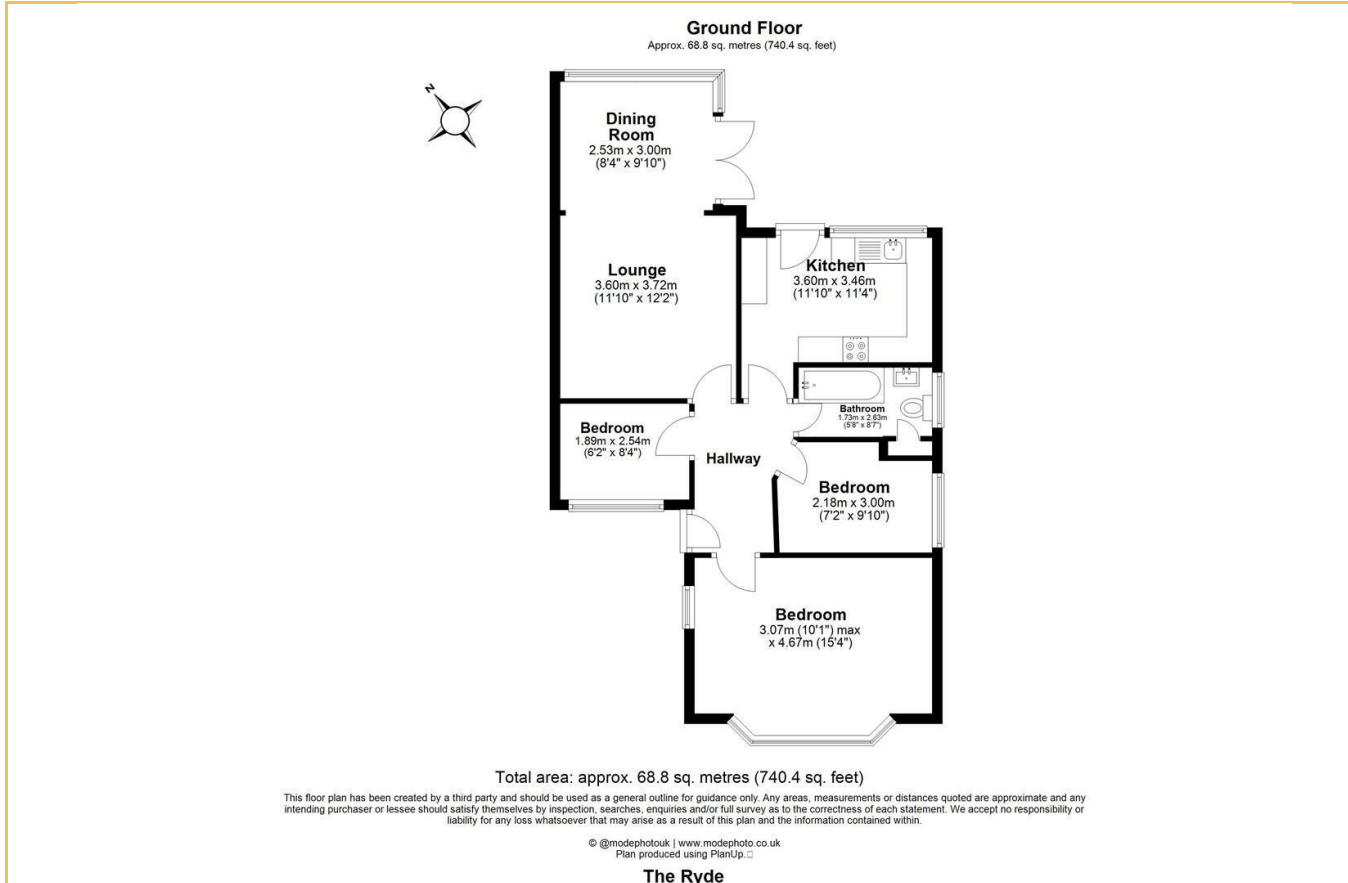 Ground Floor
Approx. 68.8 sq. metres (740.4 sq. feet)
N
Dining
Room
2.53m x 3.00m
(8'4" x 9'10")
Lounge
3.60m x 3.72m
(11'10" x 12'2")
Kitchen
3.60m x 3.46m
(11'10" x 11'4")
Bathroom
1.73m x 2.63m
(5'8" x 8'7")
Bedroom
1.89m x 2.54m
(6'2" x 8'4")
Hallway
Bedroom
2.18m x 3.00m
(7'2" x 9'10")
Bedroom
3.07m (10'1") max
x 4.67m (15'4")
Total area: approx. 68.8 sq. metres (740.4 sq. feet)
This floor plan has been created by a third party and should be used as a general outline for guidance only. Any areas, measurements or distances quoted are approximate and any
intending purchaser or lessee should satisfy themselves by inspection, searches, enquiries and/or full survey as to the correctness of each statement. We accept no responsibility or
liability for any loss whatsoever that may arise as a result of this plan and the information contained within.
© @modephotouk | www.modephoto.co.uk
Plan produced using PlanUp.□
The Ryde